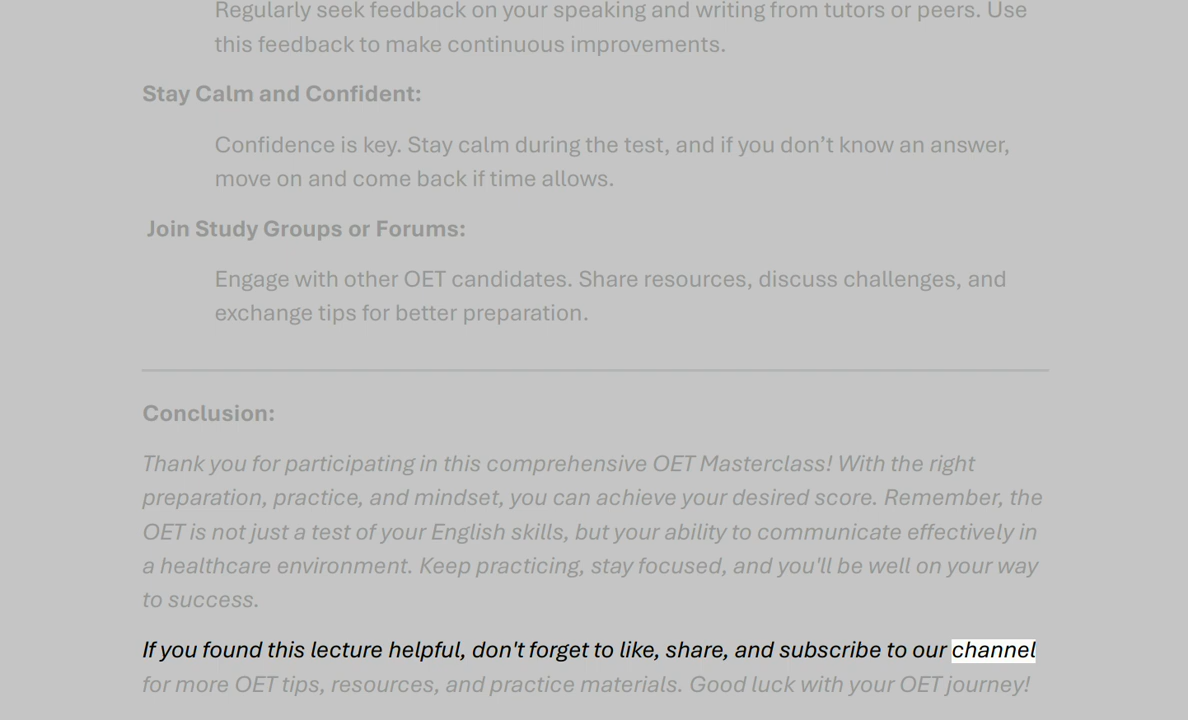 Regularly seek feedback on your speaking and writing from tutors or peers. Use
this feedback to make continuous improvements.
Stay Calm and Confident:
Confidence is key. Stay calm during the test, and if you don’t know an answer,
move on and come back if time allows.
Join Study Groups or Forums:
Engage with other OET candidates. Share resources, discuss challenges, and
exchange tips for better preparation.
Conclusion:
Thank you for participating in this comprehensive OET Masterclass! With the right
preparation, practice, and mindset, you can achieve your desired score. Remember, the
OET is not just a test of your English skills, but your ability to communicate effectively in
a healthcare environment. Keep practicing, stay focused, and you'll be well on your way
to success.
If you found this lecture helpful, don't forget to like, share, and subscribe to our channel
for more OET tips, resources, and practice materials. Good luck with your OET journey!